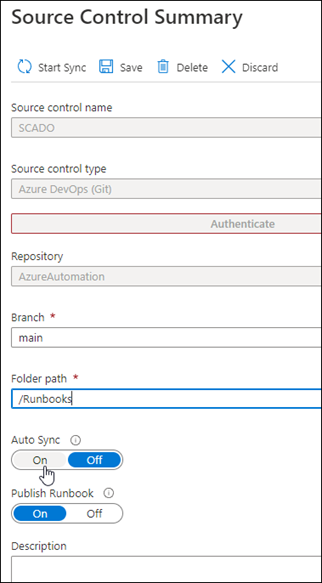 Source Control Summary
Start Sync Save Delete Discard
Source control name
SCADO
Source control type
Azure DevOps (Git)
Authenticate
Repository
AzureAutomation
Branch *
main
Folder path *
/Runbooks
Auto Sync
On Off
Publish Runbook
On Off
Description